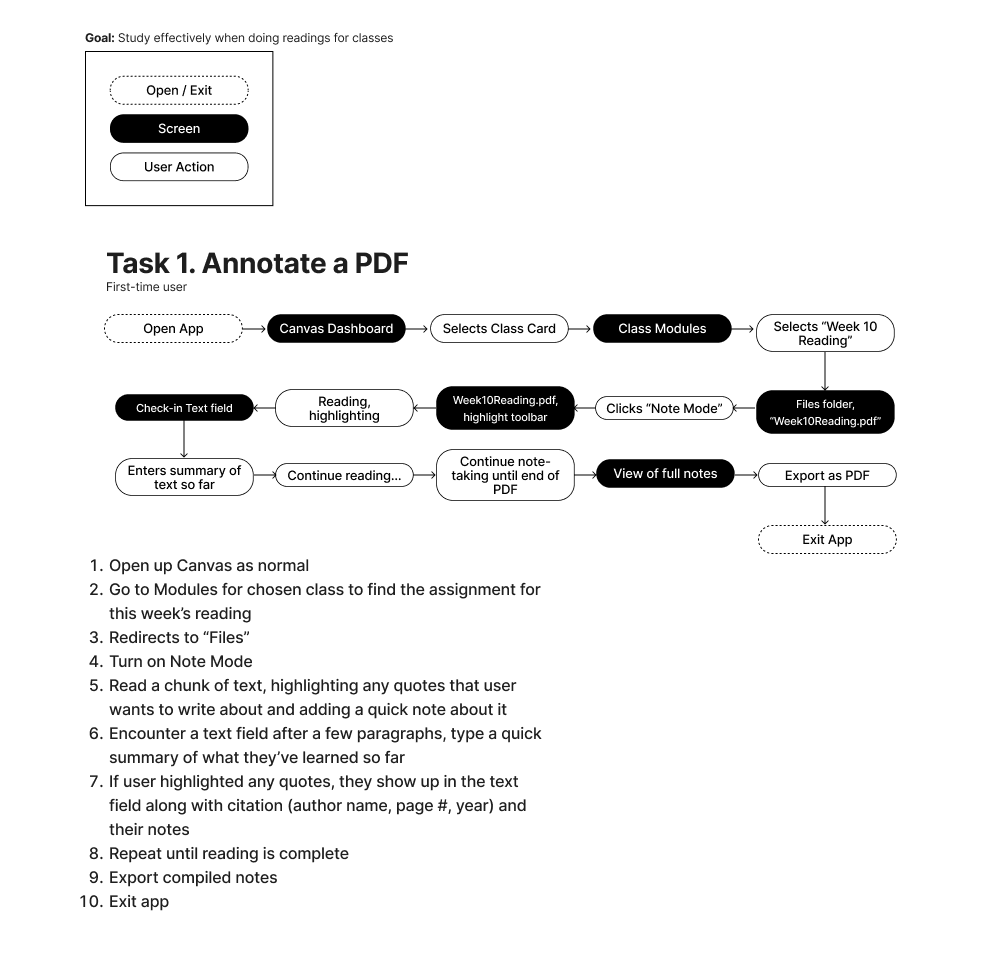 Goal: Study effectively when doing readings for classes
Open / Exit
Screen
User Action
Task 1. Annotate a PDF
First-time user
Open App
Canvas Dashboard
Selects Class Card
Class Modules
Selects “Week 10
Reading”
Files folder,
“Week10Reading.pdf”
Clicks “Note Mode”
Week10Reading.pdf,
highlight toolbar
Reading,
highlighting
Check-in Text field
Enters summary of
text so far
Continue reading...
Continue note-
taking until end of
PDF
View of full notes
Export as PDF
Exit App
1. Open up Canvas as normal
2. Go to Modules for chosen class to find the assignment for
this week’s reading
3. Redirects to “Files”
4. Turn on Note Mode
5. Read a chunk of text, highlighting any quotes that user
wants to write about and adding a quick note about it
6. Encounter a text field after a few paragraphs, type a quick
summary of what they’ve learned so far
7. If user highlighted any quotes, they show up in the text
field along with citation (author name, page #, year) and
their notes
8. Repeat until reading is complete
9. Export compiled notes
10. Exit app